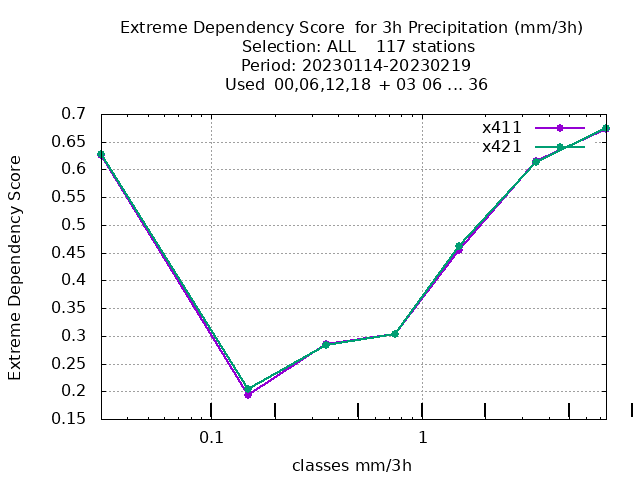 Extreme Dependency Score  for 3h Precipitation (mm/3h)
Selection: ALL    117 stations
Period: 20230114-20230219
Used  00,06,12,18  + 03 06 ... 36
0.7
0.65
0.6
0.55
0.5
0.45
0.4
0.35
0.3
0.25
0.2
0.15
Extreme Dependency Score
x411
x421
0.1
1
classes mm/3h